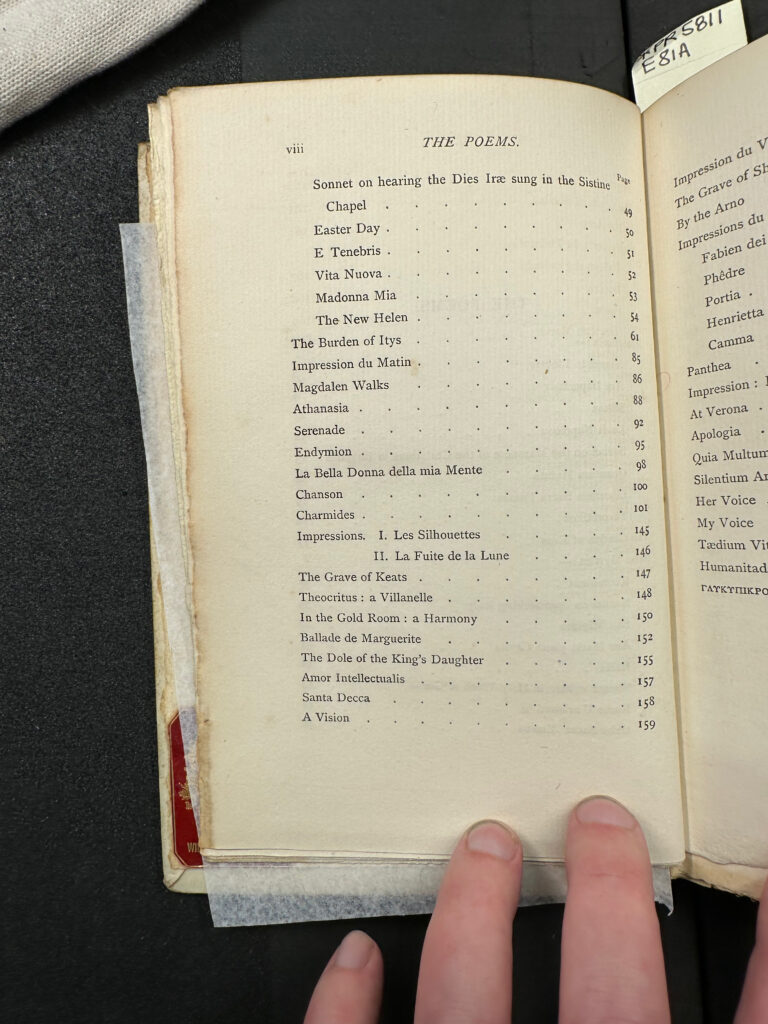 PR5811
E81A
viii THE POEMS.
Page
Sonnet on hearing the Dies Iræ sung in the Sistine
Chapel . . . . . . . . 49
Easter Day . . . . . . . . 50
E Tenebris . . . . . . . . 51
Vita Nuova . . . . . . . . 52
Madonna Mia . . . . . . . 53
The New Helen . . . . . . . 54
The Burden of Itys . . . . . . . 61
Impression du Matin . . . . . . . 85
Magdalen Walks . . . . . . . 86
Athanasia . . . . . . . . . 88
Serenade . . . . . . . . . 92
Endymion . . . . . . . . . 95
La Bella Donna della mia Mente . . . . . 98
Chanson . . . . . . . . . 100
Charmides . . . . . . . . . 101
Impressions. I. Les Silhouettes . . . . . 145
II. La Fuite de la Lune . . . . 146
The Grave of Keats . . . . . . . 147
Theocritus : a Villanelle . . . . . . 148
In the Gold Room : a Harmony . . . . . 150
Ballade de Marguerite . . . . . . 152
The Dole of the King's Daughter . . . . . 155
Amor Intellectualis . . . . . . . 157
Santa Decca . . . . . . . . 158
A Vision . . . . . . . . . 159
Impression du
The Grave of
By the Arno
Impressions du
Fabien dei
Phêdre
Portia .
Henrietta
Camma
Panthea .
Impression :
At Verona .
Apologia .
Quia Multum
Silentium
Her Voice .
My Voice
Tædium